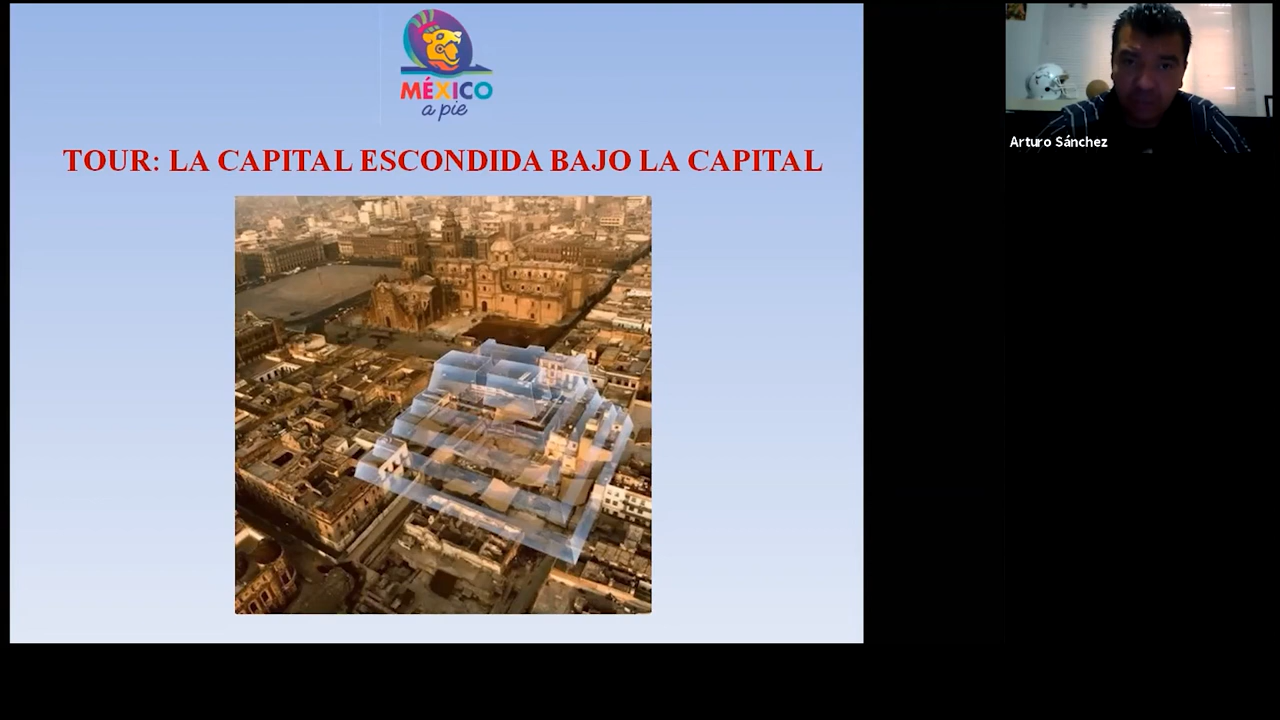 MÉXICO
a pie
TOUR: LA CAPITAL ESCONDIDA BAJO LA CAPITAL
Arturo Sánchez